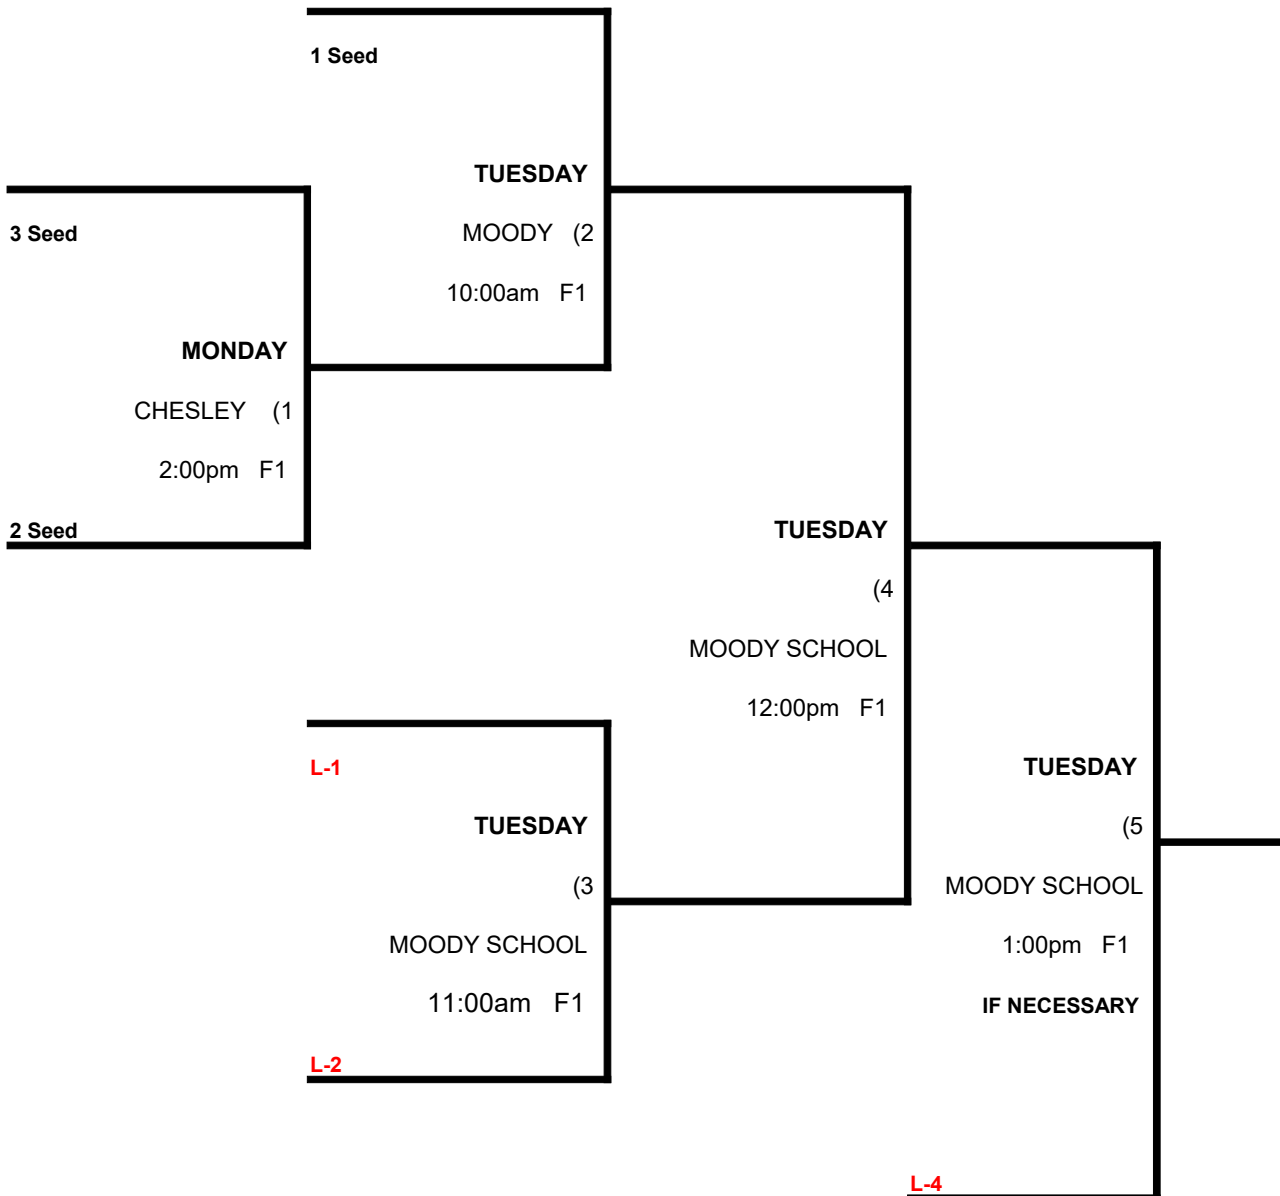 1 Seed
TUESDAY
3 Seed
MOODY (2
10:00am F1
MONDAY
CHESLEY (1
2:00pm F1
2 Seed
TUESDAY
(4
MOODY SCHOOL
12:00pm F1
L-1
TUESDAY
TUESDAY
(3
(5
MOODY SCHOOL
MOODY SCHOOL
11:00am F1
1:00pm F1
IF NECESSARY
L-2
L-4